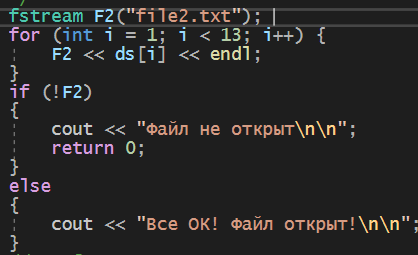 fstream F2("file2.txt");
for (int i = 1; i < 13; i++) {
F2 << ds[i] << endl;
}
if (!F2)
{
cout << "Файл не открыт\n\n";
return 0;
}
else
{
cout << "Все ОК! Файл открыт!\n\n";
}